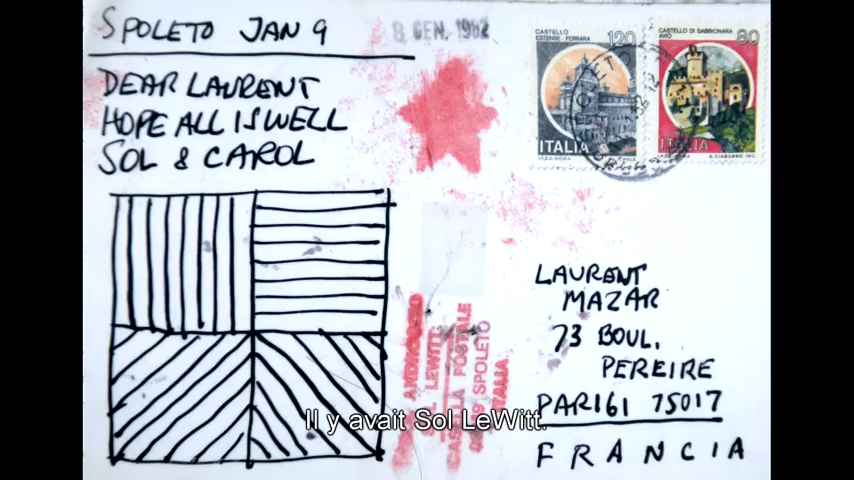 SPOLETO JAN 9
8 GEN. 1982
DEAR LAURENT
HOPE ALL IS WELL
SOL & CAROL
CASTELLO
ESTENSE - FERRARA
120
ITALIA
CASTELLO DI SABBIONARA
AVIO
80
ITALIA
LAURENT
MAZAR
73 BOUL.
PEREIRE
PARIGI 75017
FRANCIA
SOL LEWITT
CASELLA POSTALE
SPOLETO
ITALIA
Il y avait Sol LeWitt.